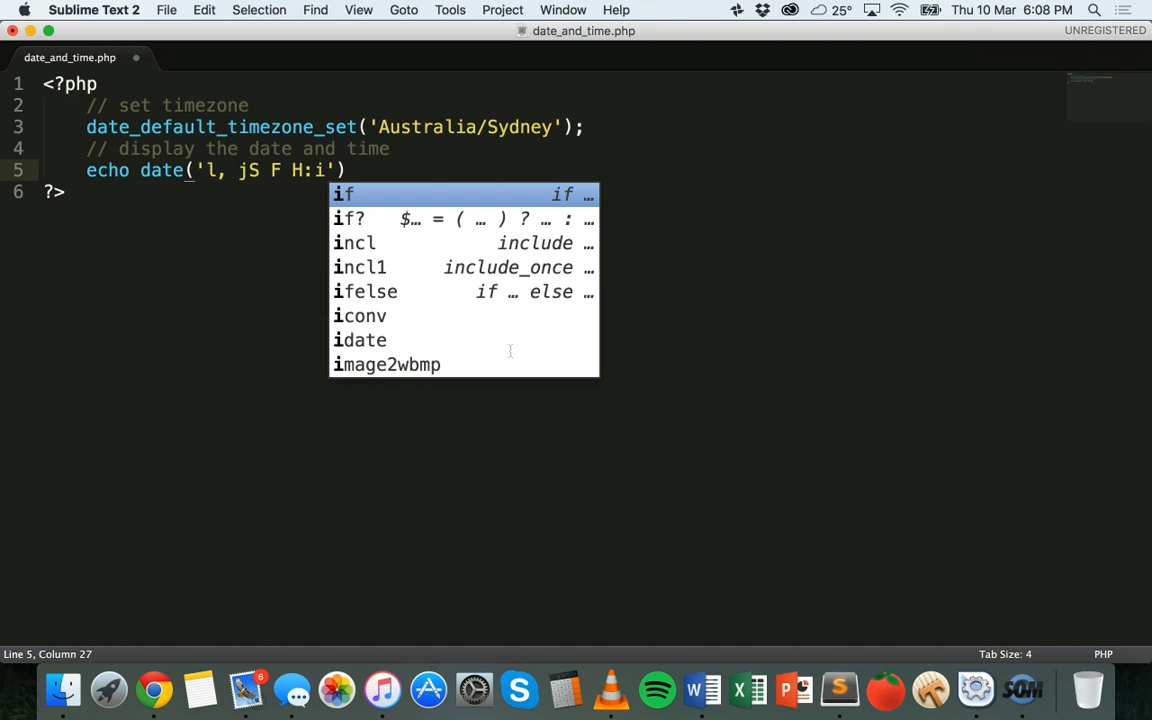 Sublime Text 2 File Edit Selection Find View Goto Tools Project Window Help 25° Thu 10 Mar 6:08 PM
date_and_time.php UNREGISTERED
date_and_time.php
1 <?php
2 // set timezone
3 date_default_timezone_set('Australia/Sydney');
4 // display the date and time
5 echo date('l, jS F H:i')
6 ?>
if if …
if? $… = ( … ) ? … : …
incl include …
incl1 include_once …
ifelse if … else …
iconv
idate
image2wbmp
Line 5, Column 27 Tab Size: 4 PHP
6
SOM